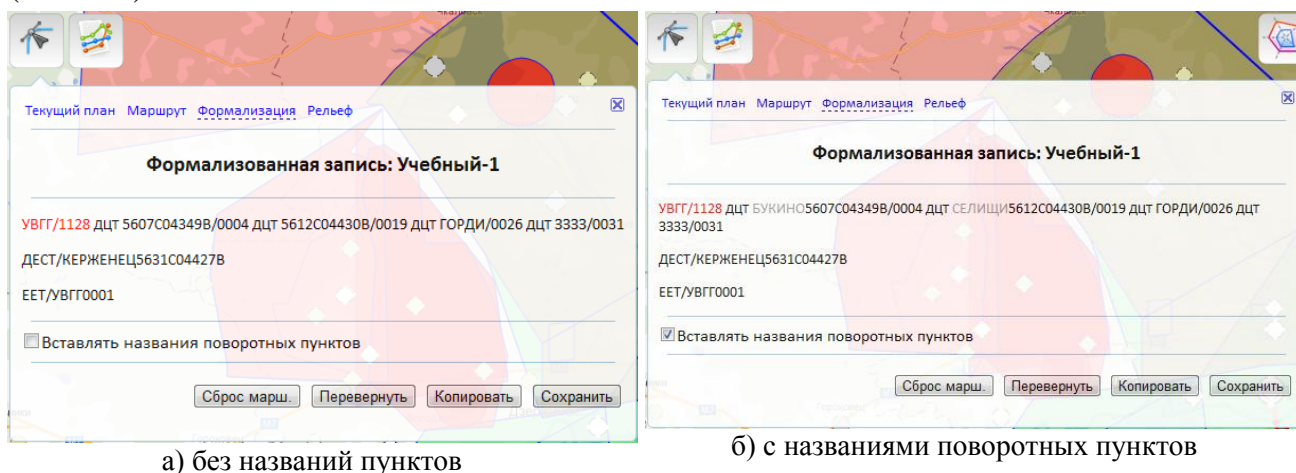 Текущий план Маршрут Формализация Рельеф
Формализованная запись: Учебный-1
УВГГ/1128 дцт 5607С04349В/0004 дцт 5612С04430В/0019 дцт ГОРДИ/0026 дцт 3333/0031
ДЕСТ/КЕРЖЕНЕЦ5631С04427В
ЕЕТ/УВГГ0001
Вставлять названия поворотных пунктов
Сброс марш. Перевернуть Копировать Сохранить
а) без названий пунктов
Текущий план Маршрут Формализация Рельеф
Формализованная запись: Учебный-1
УВГГ/1128 дцт БУКИНО5607С04349В/0004 дцт СЕЛИЩИ5612С04430В/0019 дцт ГОРДИ/0026 дцт
3333/0031
ДЕСТ/КЕРЖЕНЕЦ5631С04427В
ЕЕТ/УВГГ0001
Вставлять названия поворотных пунктов
Сброс марш. Перевернуть Копировать Сохранить
б) с названиями поворотных пунктов